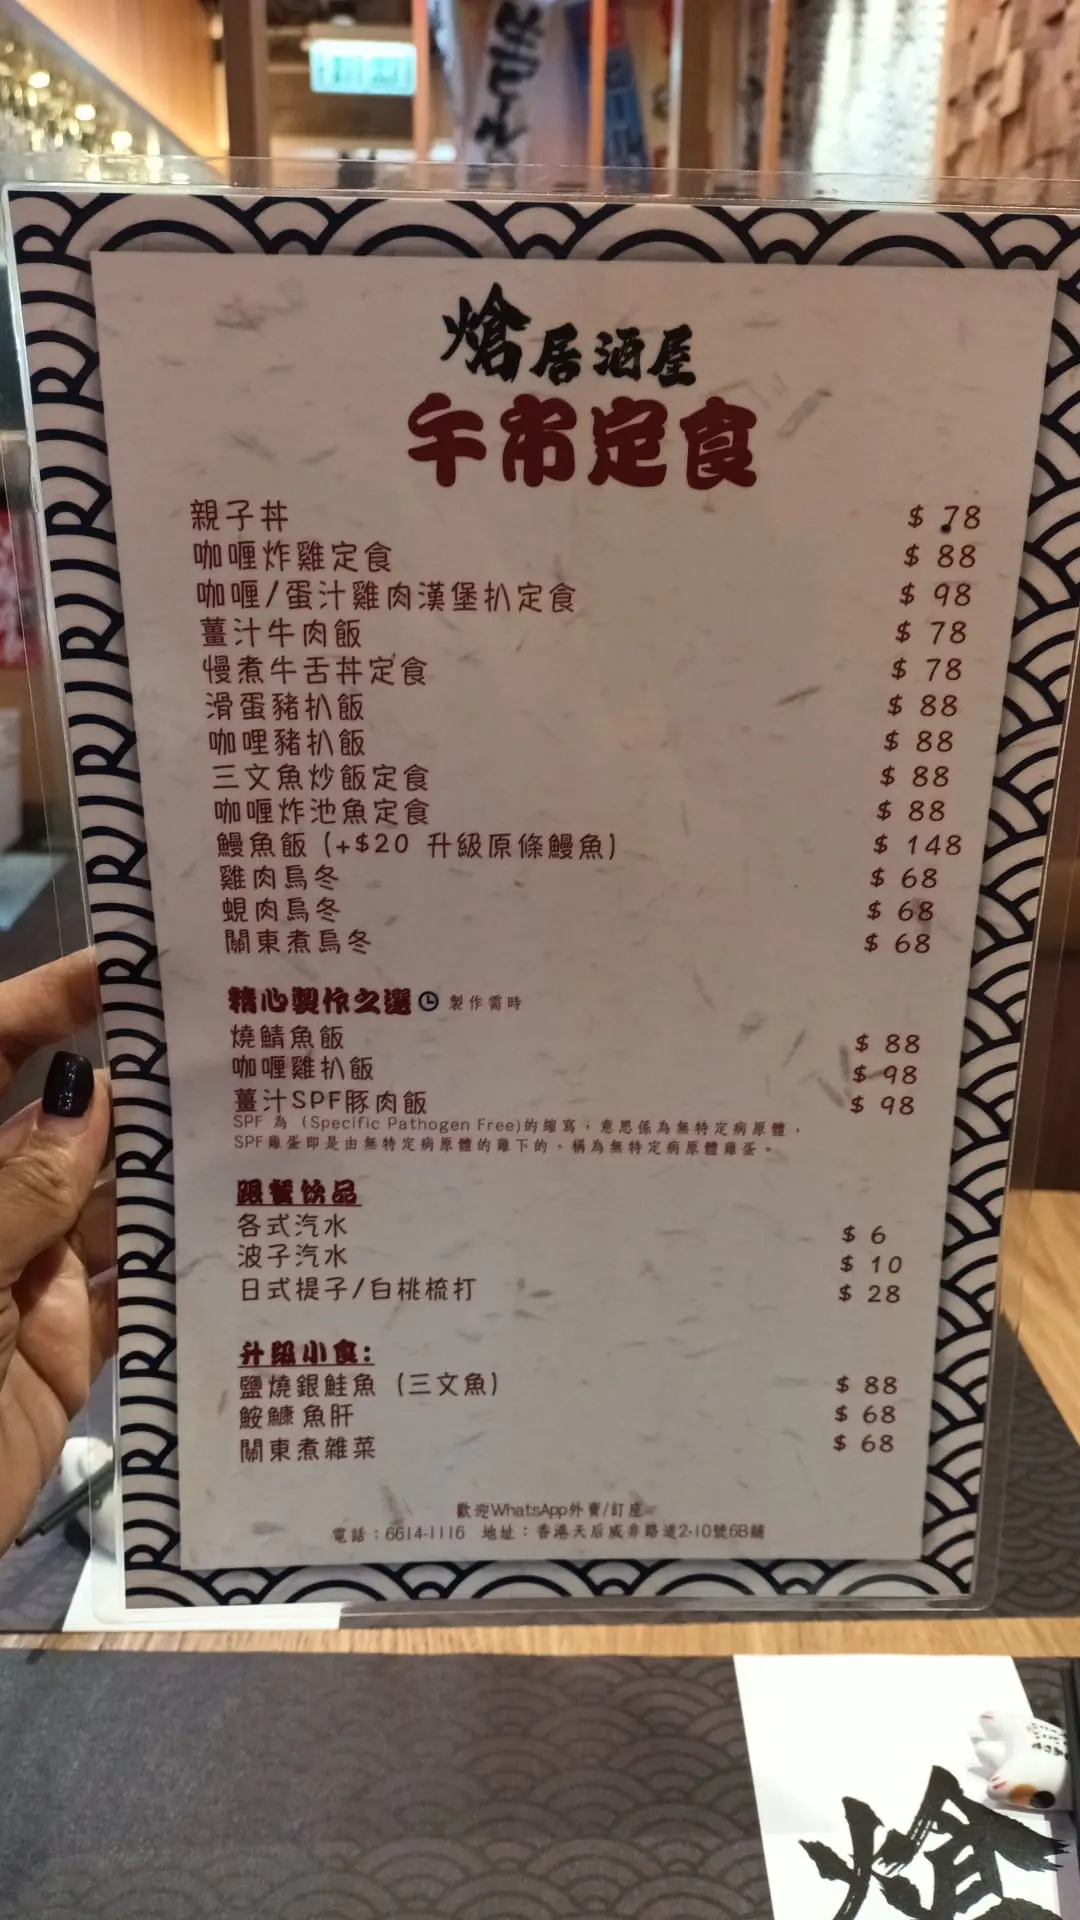 熗居酒屋
午市定食
親子丼 $ 78
咖喱炸雞定食 $ 88
咖喱/蛋汁雞肉漢堡扒定食 $ 98
薑汁牛肉飯 $ 78
慢煮牛舌丼定食 $ 78
滑蛋豬扒飯 $ 88
咖哩豬扒飯 $ 88
三文魚炒飯定食 $ 88
咖喱炸池魚定食 $ 88
鰻魚飯 (+$20 升級原條鰻魚) $ 148
雞肉烏冬 $ 68
蜆肉烏冬 $ 68
關東煮烏冬 $ 68
精心製作之選 製作需時
燒鯖魚飯 $ 88
咖喱雞扒飯 $ 98
薑汁SPF豚肉飯 $ 98
SPF 為 (Specific Pathogen Free)的縮寫，意思係為無特定病原體，
SPF雞蛋即是由無特定病原體的雞下的，稱為無特定病原體雞蛋。
跟餐飲品
各式汽水 $ 6
波子汽水 $ 10
日式提子/白桃梳打 $ 28
升級小食:
鹽燒銀鮭魚 (三文魚) $ 88
鮟鱇魚肝 $ 68
關東煮雜菜 $ 68
歡迎WhatsApp外賣/訂座
電話：6614-1116 地址：香港天后威非路道2-10號6B舖
熗